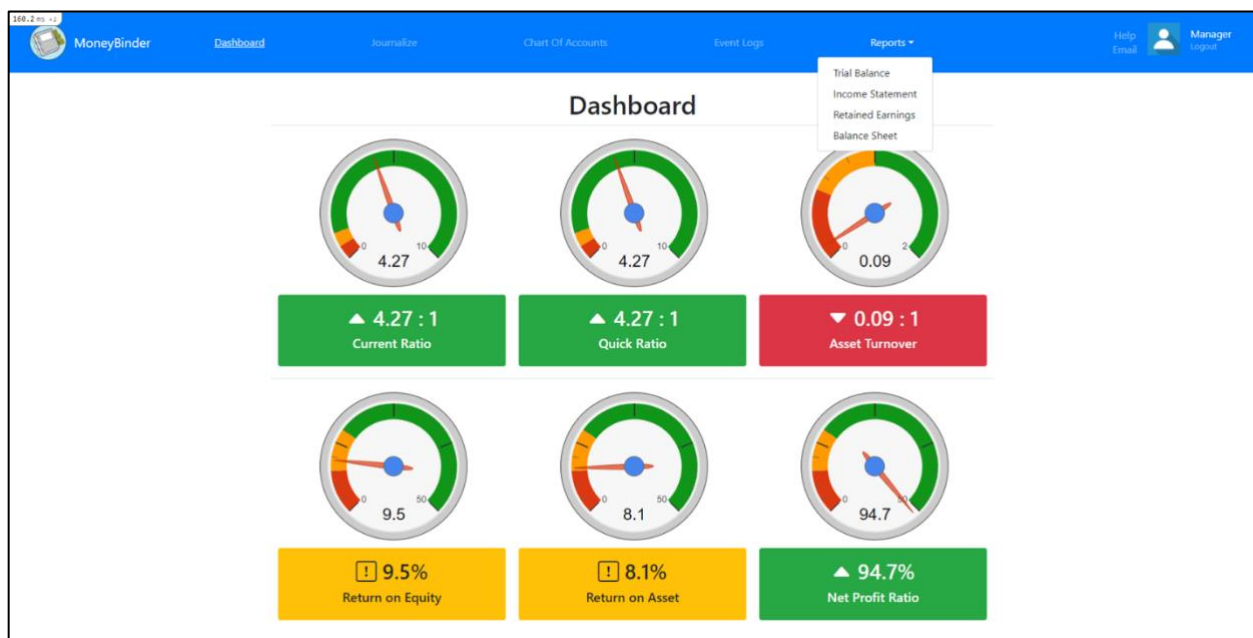 160.2 ms ×2
MoneyBinder
Dashboard
Journalize
Chart Of Accounts
Event Logs
Reports
Help
Email
Manager
Logout
Trial Balance
Income Statement
Retained Earnings
Balance Sheet
Dashboard
0 10
4.27
0 10
4.27
0 2
0.09
4.27 : 1
Current Ratio
4.27 : 1
Quick Ratio
0.09 : 1
Asset Turnover
0 50
9.5
0 50
8.1
0 50
94.7
! 9.5%
Return on Equity
! 8.1%
Return on Asset
94.7%
Net Profit Ratio